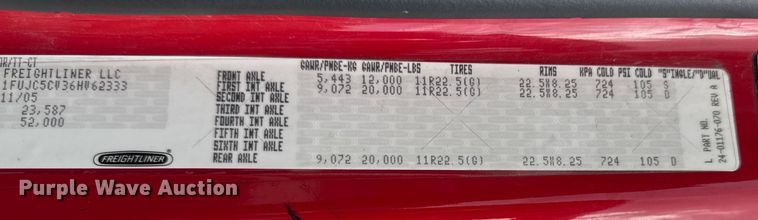 OR/TT-CT
FREIGHTLINER LLC
1FUJC5CV36HV62333
11/05
23,587
52,000
FREIGHTLINER
GAWR/PNBE-KG GAWR/PNBE-LBS TIRES RIMS KPA COLD PSI COLD "S"INGLE/"D"UAL
FRONT AXLE 5,443 12,000 11R22.5(G) 22.5x8.25 724 105 S
FIRST INT AXLE 9,072 20,000 11R22.5(G) 22.5x8.25 724 105 D
SECOND INT AXLE
THIRD INT AXLE
FOURTH INT AXLE
FIFTH INT AXLE
SIXTH INT AXLE
REAR AXLE 9,072 20,000 11R22.5(G) 22.5x8.25 724 105 D
L PART NO.
24-01176-070 REV A
Purple Wave Auction